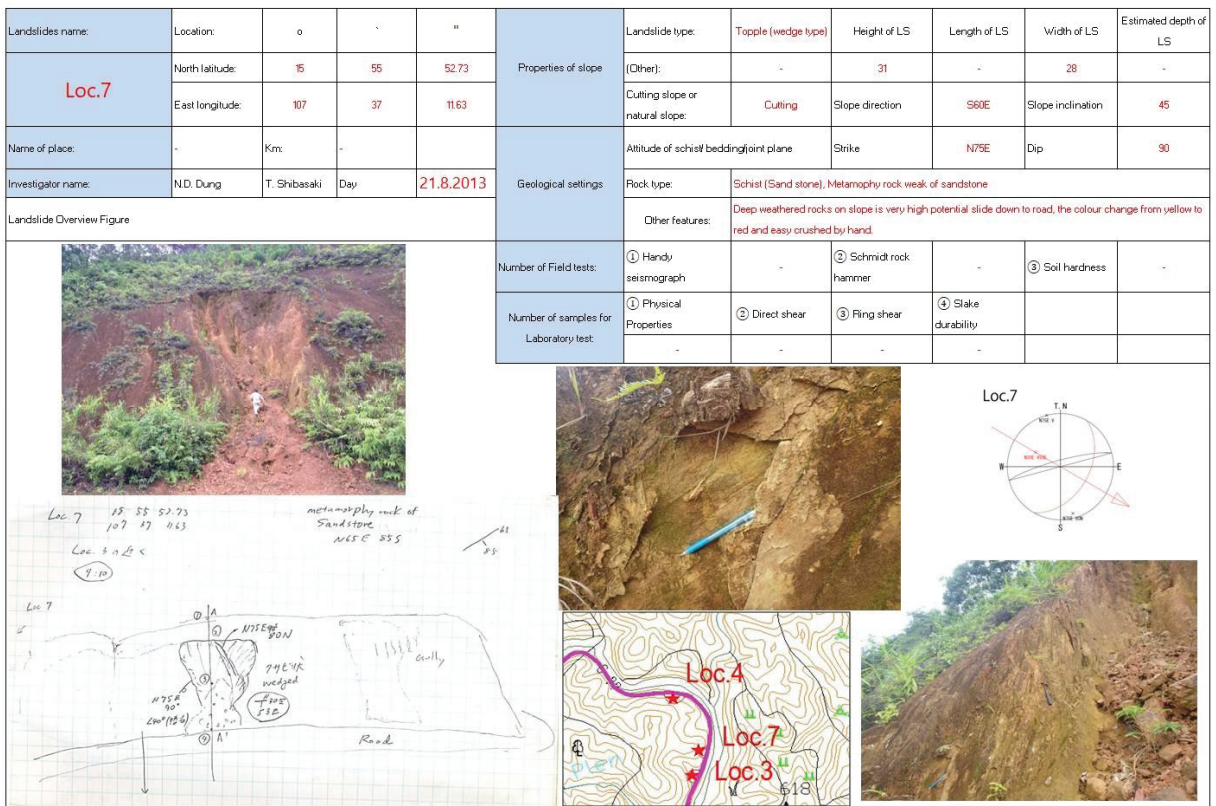 Landslides name: Location: o ` "
Loc.7
North latitude: 15 55 52.73
East longitude: 107 37 11.63
Name of place: - Km: -
Investigator name: N.D. Dung T. Shibasaki Day 21.8.2013
Landslide Overview Figure
Properties of slope
Landslide type: Topple (wedge type) Height of LS Length of LS Width of LS Estimated depth of LS
(Other): - 31 - 28 -
Cutting slope or natural slope: Cutting Slope direction S60E Slope inclination 45
Geological settings
Attitude of schist/ bedding/joint plane Strike N75E Dip 90
Rock type: Schist (Sand stone), Metamophy rock weak of sandstone
Other features: Deep weathered rocks on slope is very high potential slide down to road, the colour change from yellow to red and easy crushed by hand.
Number of Field tests: ① Handy seismograph - ② Schmidt rock hammer - ③ Soil hardness -
Number of samples for Laboratory test:
① Physical Properties ② Direct shear ③ Ring shear ④ Slake durability
- - - -
Loc.7
T.N
W E
S
Loc. 7 15 55 52.73
107 37 11.63
metamorphy rock of
Sandstone
N65E 85S
Loc. 3
9:10
Loc 7
A
N75E
80N
wedged
N75E
90°
53E
Gully
A'
Road
Loc.4
Loc.7
Loc.3
618